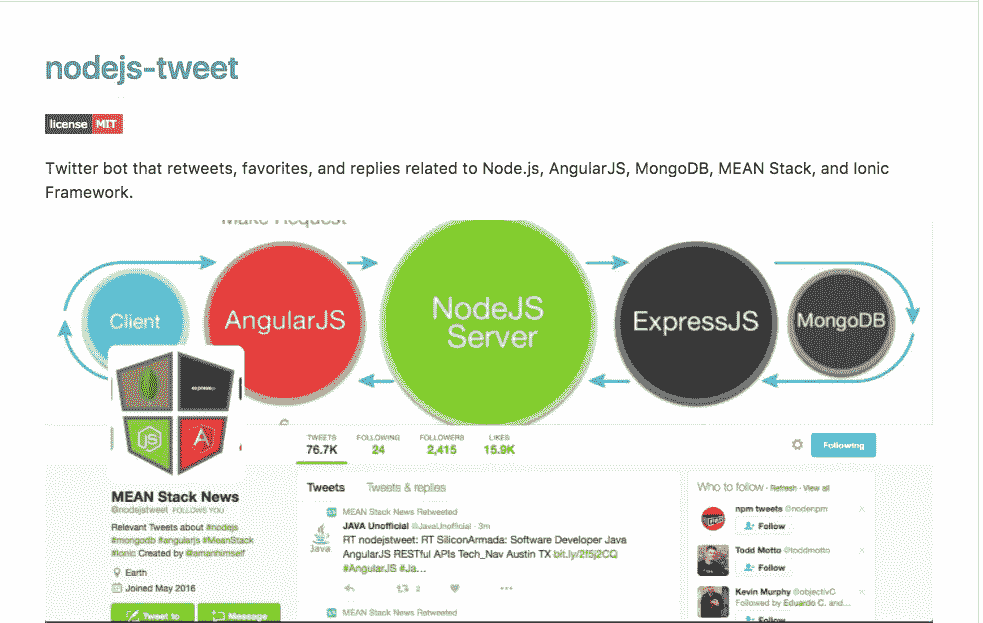 nodejs-tweet
license MIT
Twitter bot that retweets, favorites, and replies related to Node.js, AngularJS, MongoDB, MEAN Stack, and Ionic
Framework.
Make Request
Client
AngularJS
NodeJS
Server
ExpressJS
MongoDB
express
JS
A
TWEETS FOLLOWING FOLLOWERS LIKES
76.7K 24 2,415 15.9K
Following
MEAN Stack News
@nodejstweet FOLLOWS YOU
Relevant Tweets about #nodejs
#mongodb #angularjs #MeanStack
#ionic Created by @amanhimself
Earth
Joined May 2016
Tweet to
Message
Tweets Tweets & replies
MEAN Stack News Retweeted
JAVA Unofficial @JavaUnofficial · 3m
Java
RT nodejstweet: RT SiliconArmada: Software Developer Java
AngularJS RESTful APIs Tech_Nav Austin TX bit.ly/2f5j2CQ
#AngularJS #Ja...
2
MEAN Stack News Retweeted
Who to follow · Refresh · View all
npm tweets @nodenpm
Follow
Todd Motto @toddmotto
Follow
Kevin Murphy @objectivC
Followed by Eduardo C. and...
Follow